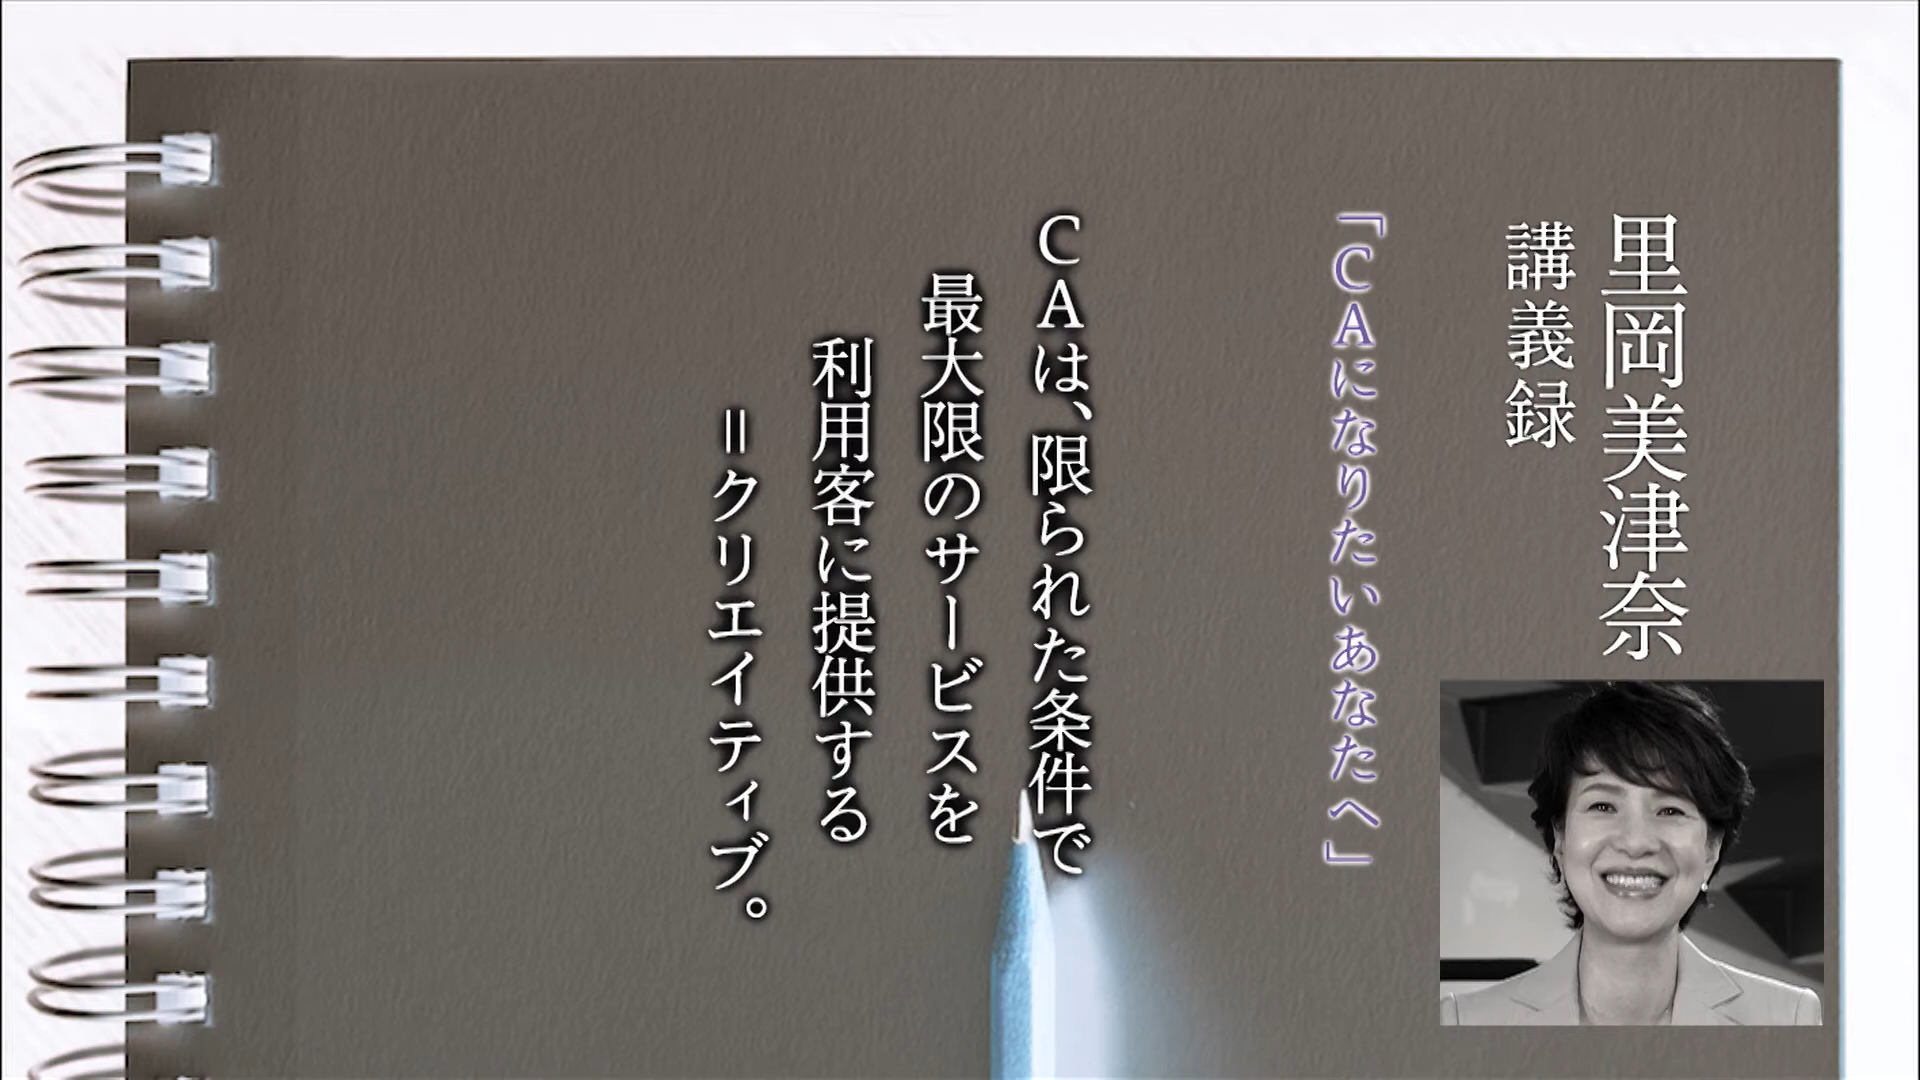 里岡美津奈
講義録
「CAになりたいあなたへ」
CAは、限られた条件で
最大限のサービスを
利用客に提供する
=クリエイティブ。